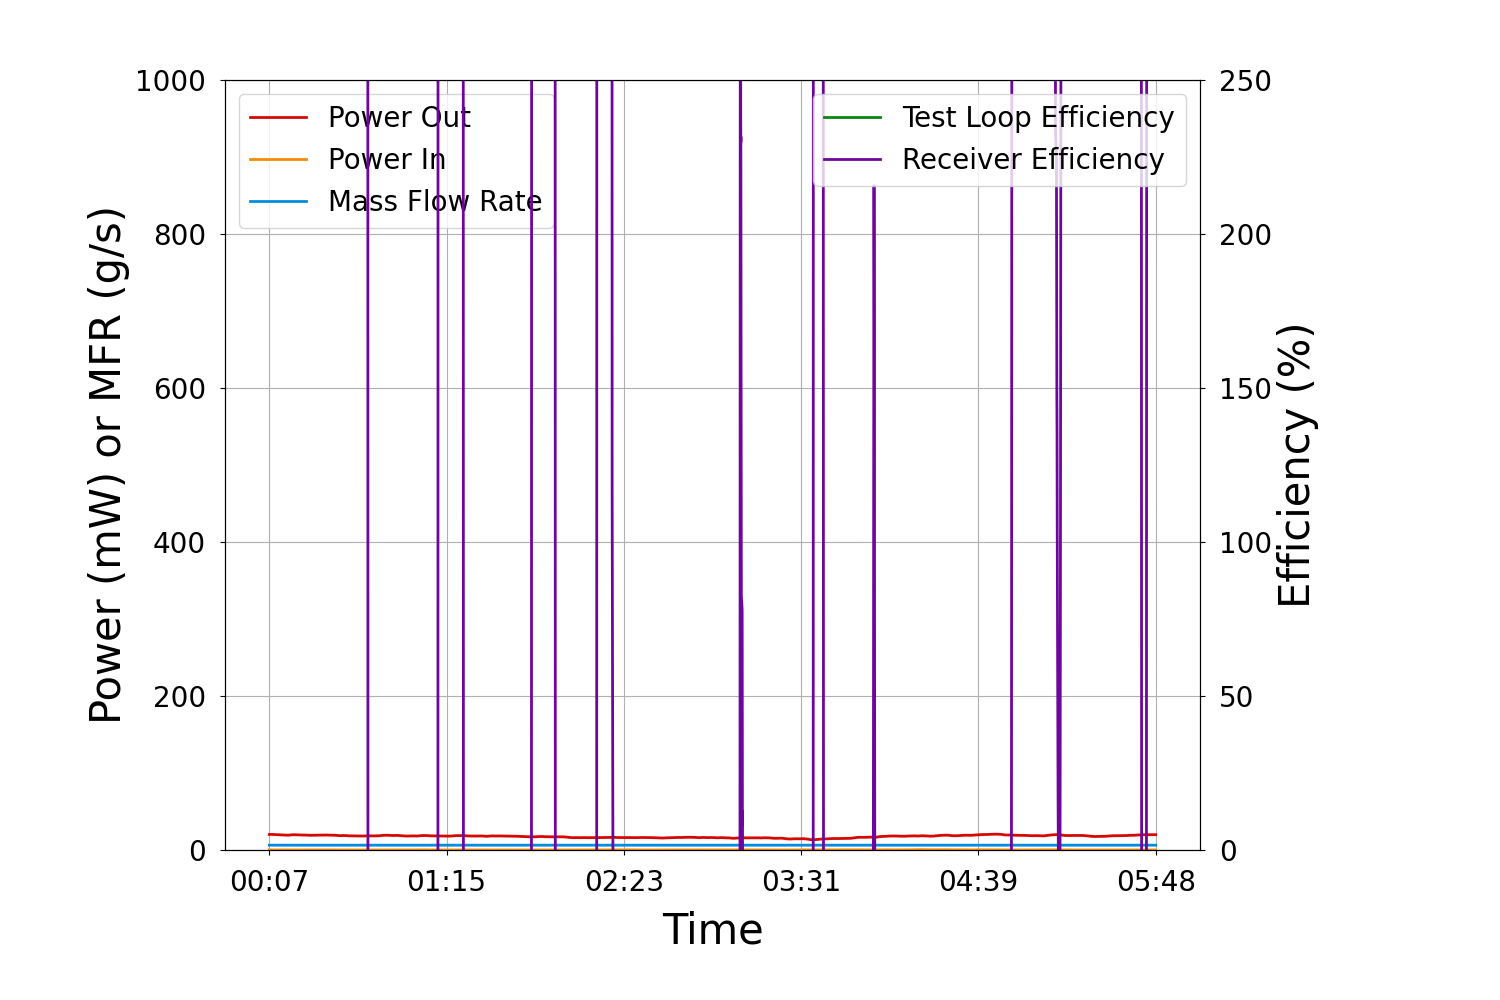 1000
800
600
400
200
0
Power (mW) or MFR (g/s)
Power Out
Power In
Mass Flow Rate
Test Loop Efficiency
Receiver Efficiency
250
200
150
100
50
0
Efficiency (%)
00:07 01:15 02:23 03:31 04:39 05:48
Time